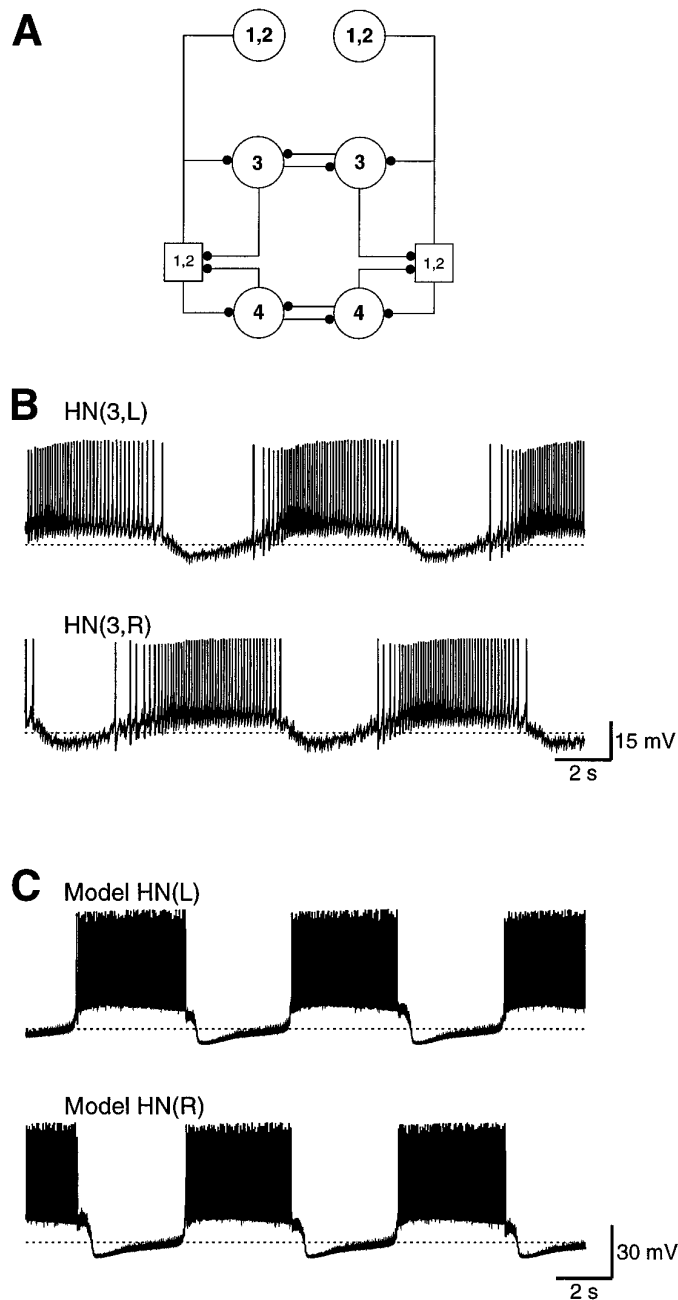 A
1,2 1,2
3 3
1,2 1,2
4 4
B
HN(3,L)
HN(3,R)
15 mV
2 s
C
Model HN(L)
Model HN(R)
30 mV
2 s